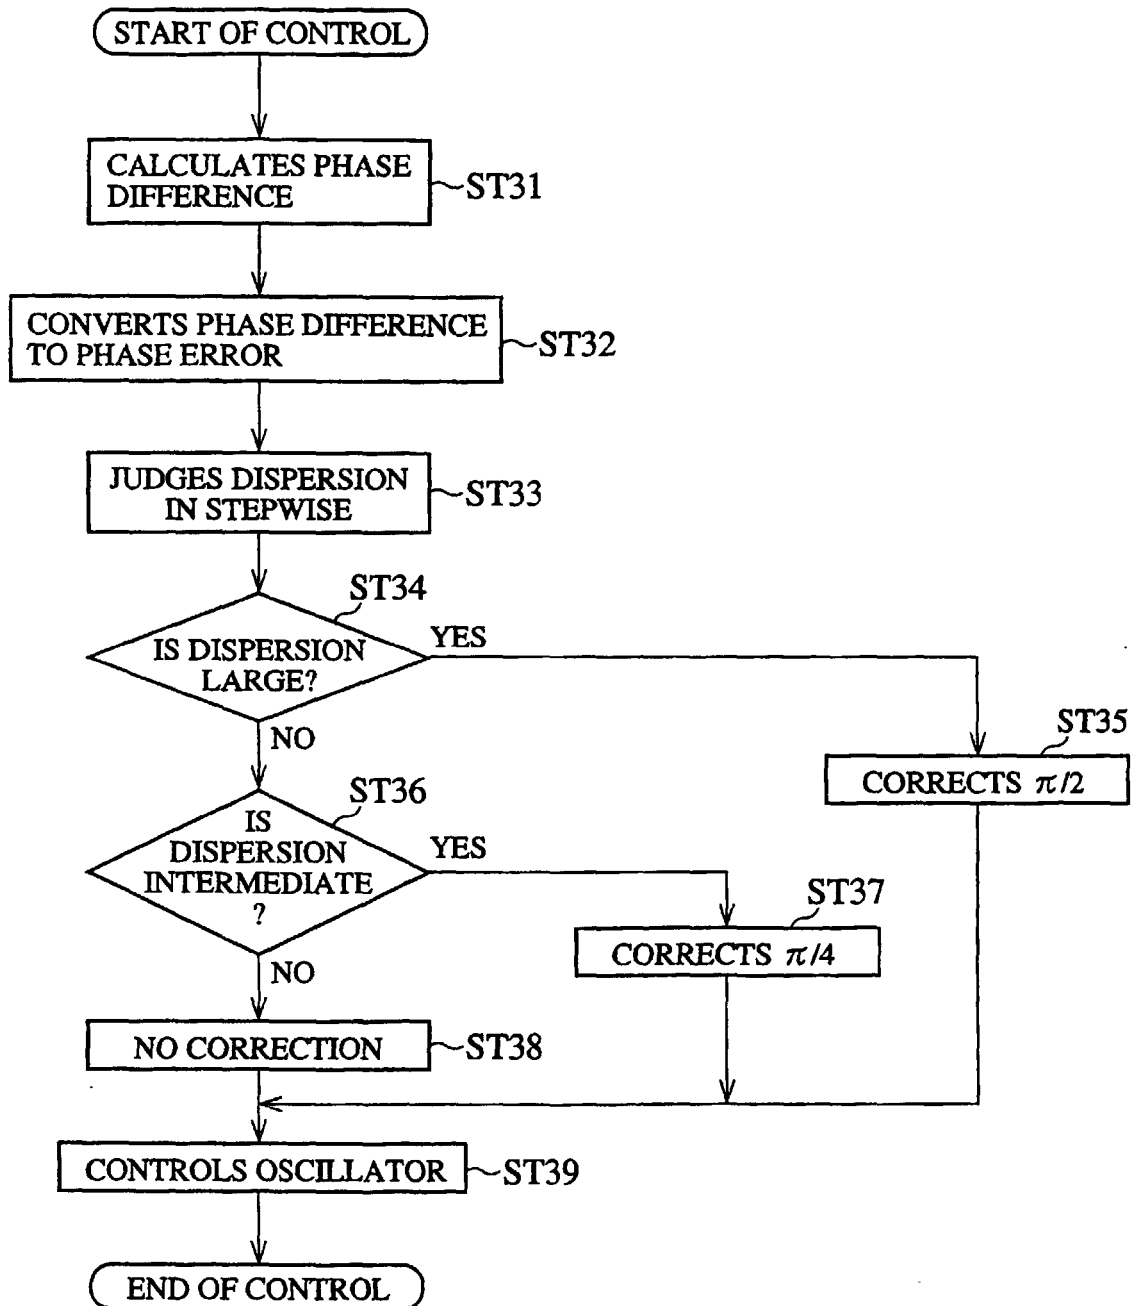 START OF CONTROL
CALCULATES PHASE
DIFFERENCE
ST31
CONVERTS PHASE DIFFERENCE
TO PHASE ERROR
ST32
JUDGES DISPERSION
IN STEPWISE
ST33
ST34
IS DISPERSION
LARGE?
YES
NO
ST35
CORRECTS π/2
ST36
IS
DISPERSION
INTERMEDIATE
?
YES
NO
ST37
CORRECTS π/4
NO CORRECTION
ST38
CONTROLS OSCILLATOR
ST39
END OF CONTROL